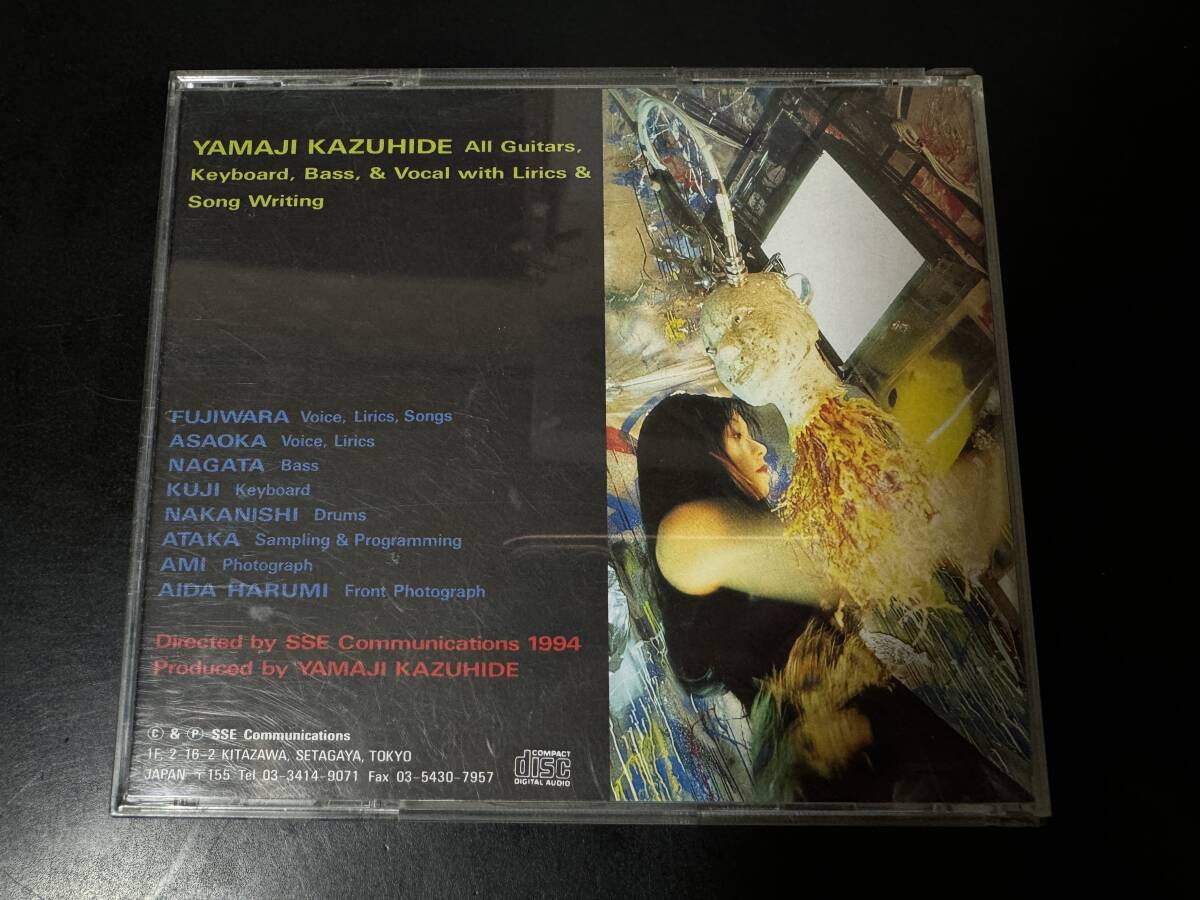 YAMAJI KAZUHIDE All Guitars,
Keyboard, Bass, & Vocal with Lirics &
Song Writing
FUJIWARA Voice, Lirics, Songs
ASAOKA Voice, Lirics
NAGATA Bass
KUJI Keyboard
NAKANISHI Drums
ATAKA Sampling & Programming
AMI Photograph
AIDA HARUMI Front Photograph
Directed by SSE Communications 1994
Produced by YAMAJI KAZUHIDE
Ⓒ & Ⓟ SSE Communications
1F, 2-16-2 KITAZAWA, SETAGAYA, TOKYO
JAPAN 〒155 Tel 03-3414-9071 Fax 03-5430-7957
COMPACT
disc
DIGITAL AUDIO